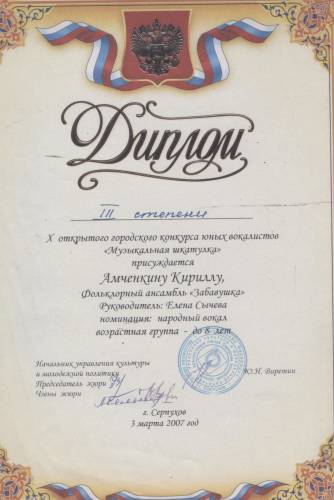 Диплом
III степени
X открытого городского конкурса юных вокалистов
«Музыкальная шкатулка»
присуждается
Амченкину Кириллу,
Фольклорный ансамбль «Забавушка»
Руководитель: Елена Сычева
номинация: народный вокал
возрастная группа - до 8 лет
Начальник управления культуры
и молодежной политики Ю.Н. Виретин
Председатель жюри
Члены жюри
г. Серпухов
3 марта 2007 год